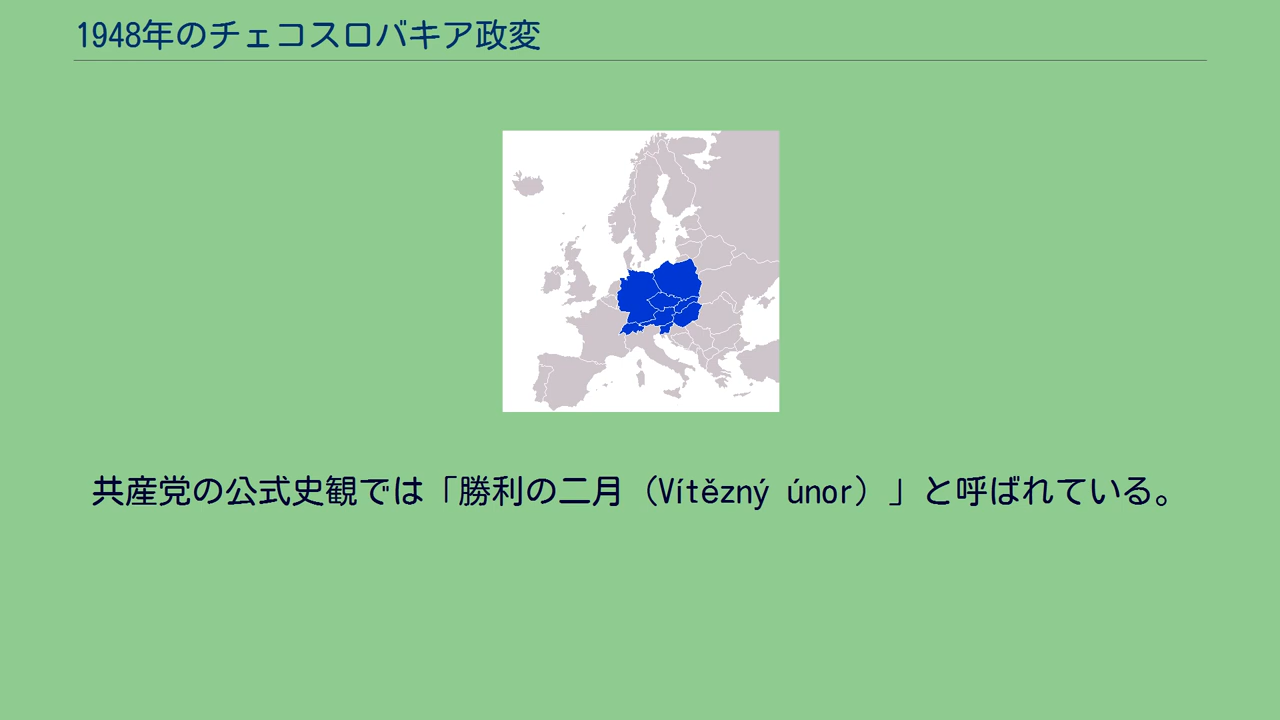 1948年のチェコスロバキア政変
共産党の公式史観では「勝利の二月（Vítězný únor）」と呼ばれている。